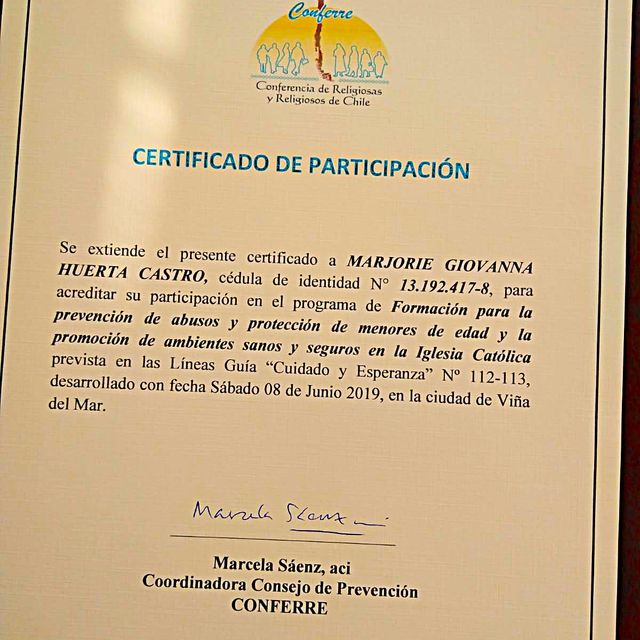 Conferre
Conferencia de Religiosas
y Religiosos de Chile
CERTIFICADO DE PARTICIPACIÓN
Se extiende el presente certificado a MARJORIE GIOVANNA
HUERTA CASTRO, cédula de identidad N° 13.192.417-8, para
acreditar su participación en el programa de Formación para la
prevención de abusos y protección de menores de edad y la
promoción de ambientes sanos y seguros en la Iglesia Católica
prevista en las Líneas Guía “Cuidado y Esperanza” Nº 112-113,
desarrollado con fecha Sábado 08 de Junio 2019, en la ciudad de Viña
del Mar.
Marcela Sáenz
Marcela Sáenz, aci
Coordinadora Consejo de Prevención
CONFERRE